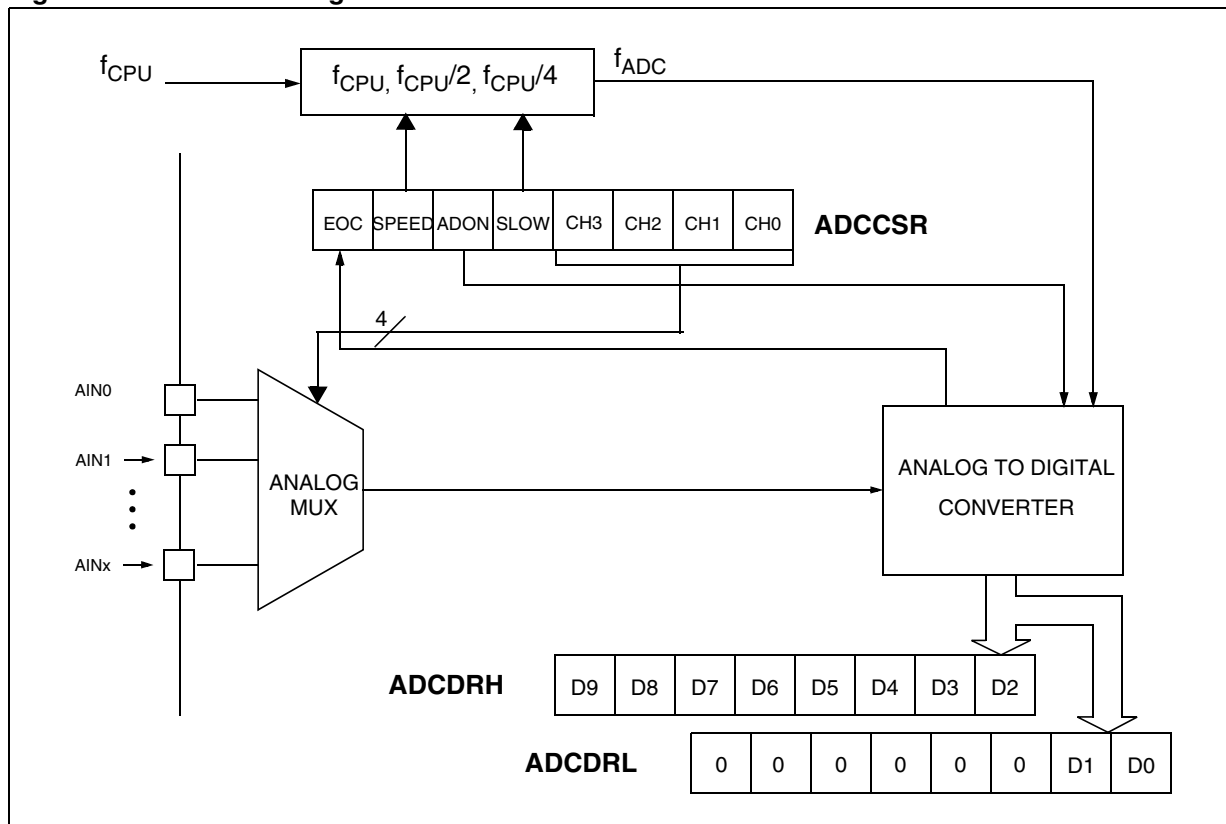 fCPU
fCPU, fCPU/2, fCPU/4
fADC
EOC SPEED ADON SLOW CH3 CH2 CH1 CH0
ADCCSR
4
AIN0
AIN1
AINx
ANALOG
MUX
ANALOG TO DIGITAL
CONVERTER
ADCDRH
D9 D8 D7 D6 D5 D4 D3 D2
ADCDRL
0 0 0 0 0 0 D1 D0